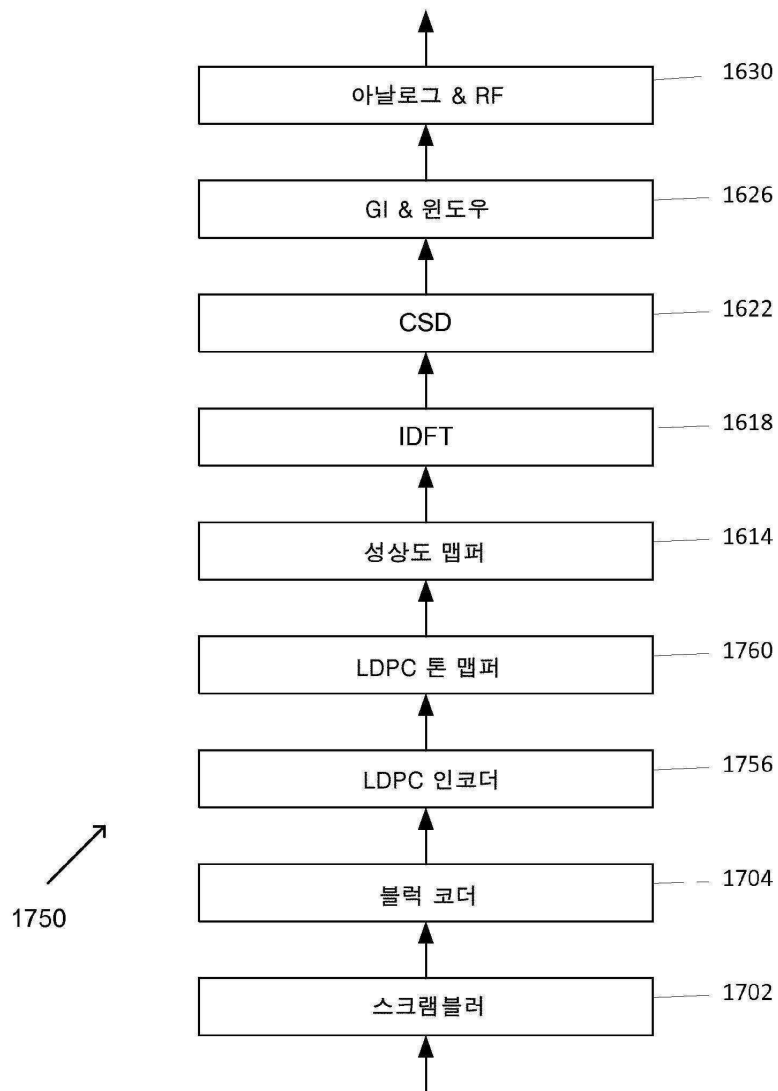 1630
아날로그 & RF
1626
GI & 윈도우
1622
CSD
1618
IDFT
1614
성상도 맵퍼
1760
LDPC 톤 맵퍼
1756
LDPC 인코더
1704
블럭 코더
1750
1702
스크램블러